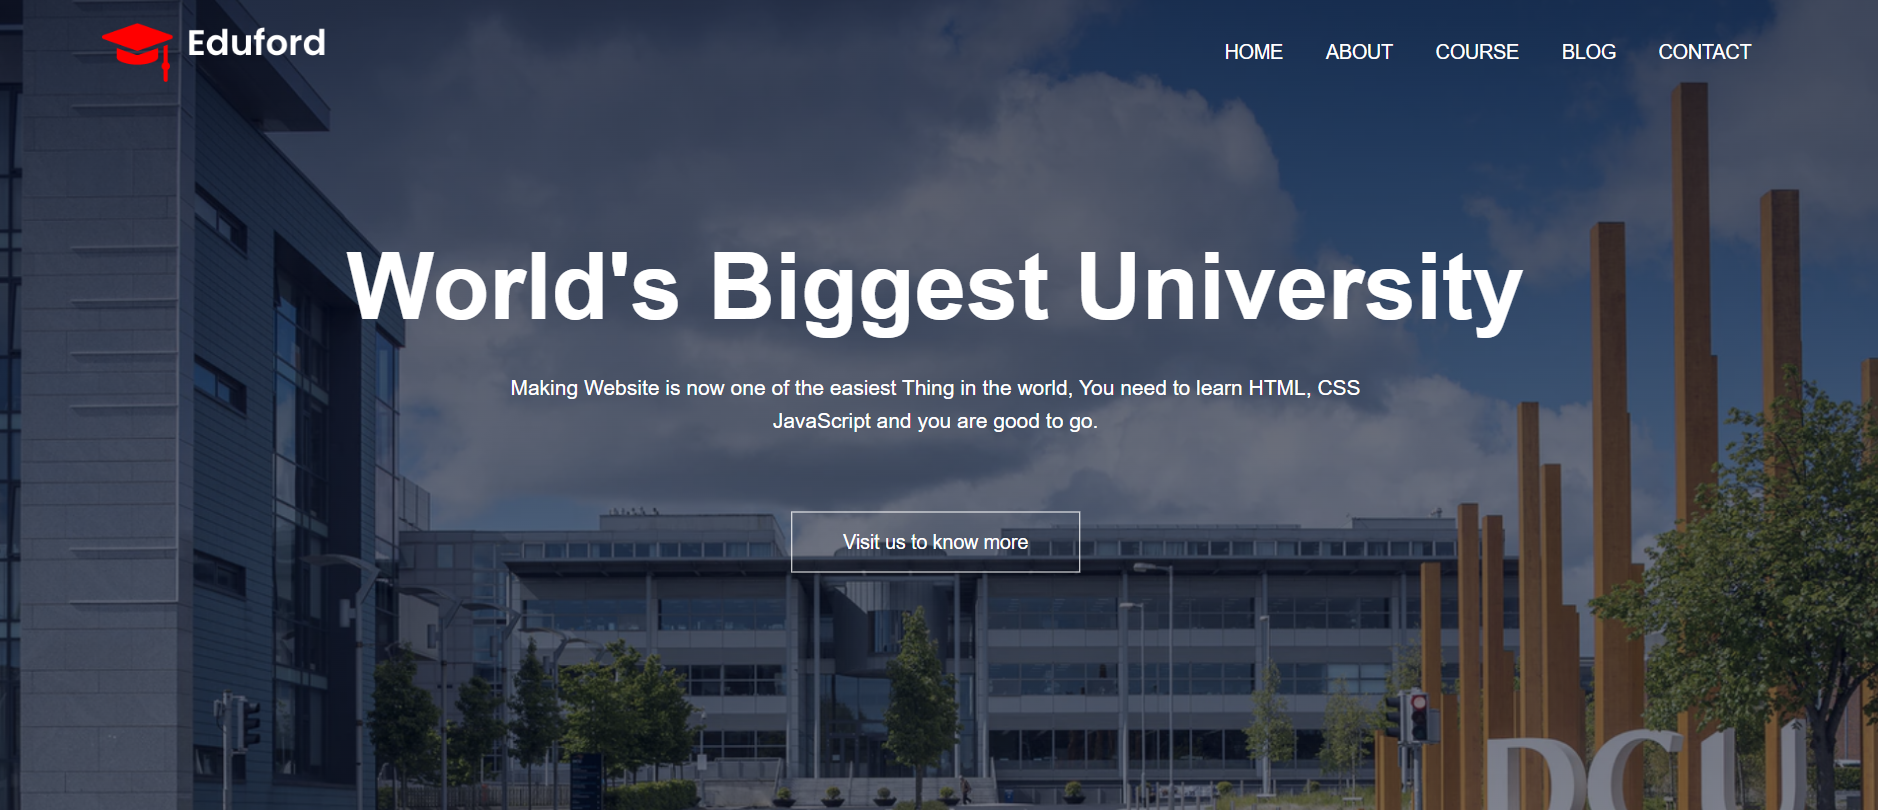 Eduford
HOME ABOUT COURSE BLOG CONTACT
World's Biggest University
Making Website is now one of the easiest Thing in the world, You need to learn HTML, CSS
JavaScript and you are good to go.
Visit us to know more
DCU